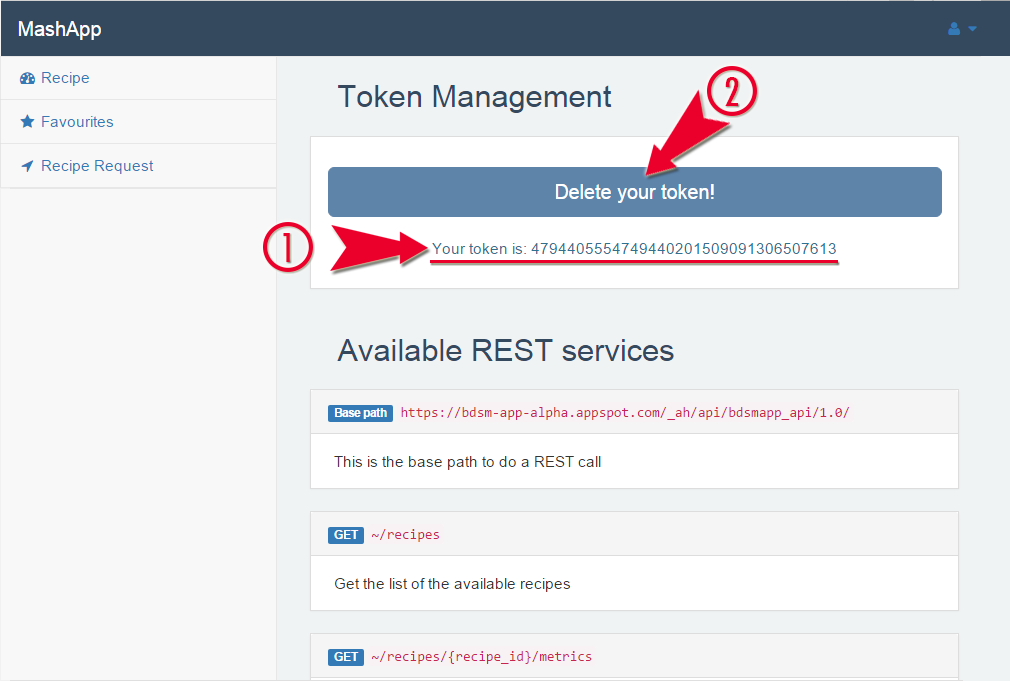 MashApp
Recipe
Favourites
Recipe Request
Token Management
2
Delete your token!
1
Your token is: 4794405554749440201509091306507613
Available REST services
Base path https://bdsm-app-alpha.appspot.com/_ah/api/bdsmapp_api/1.0/
This is the base path to do a REST call
GET ~/recipes
Get the list of the available recipes
GET ~/recipes/{recipe_id}/metrics